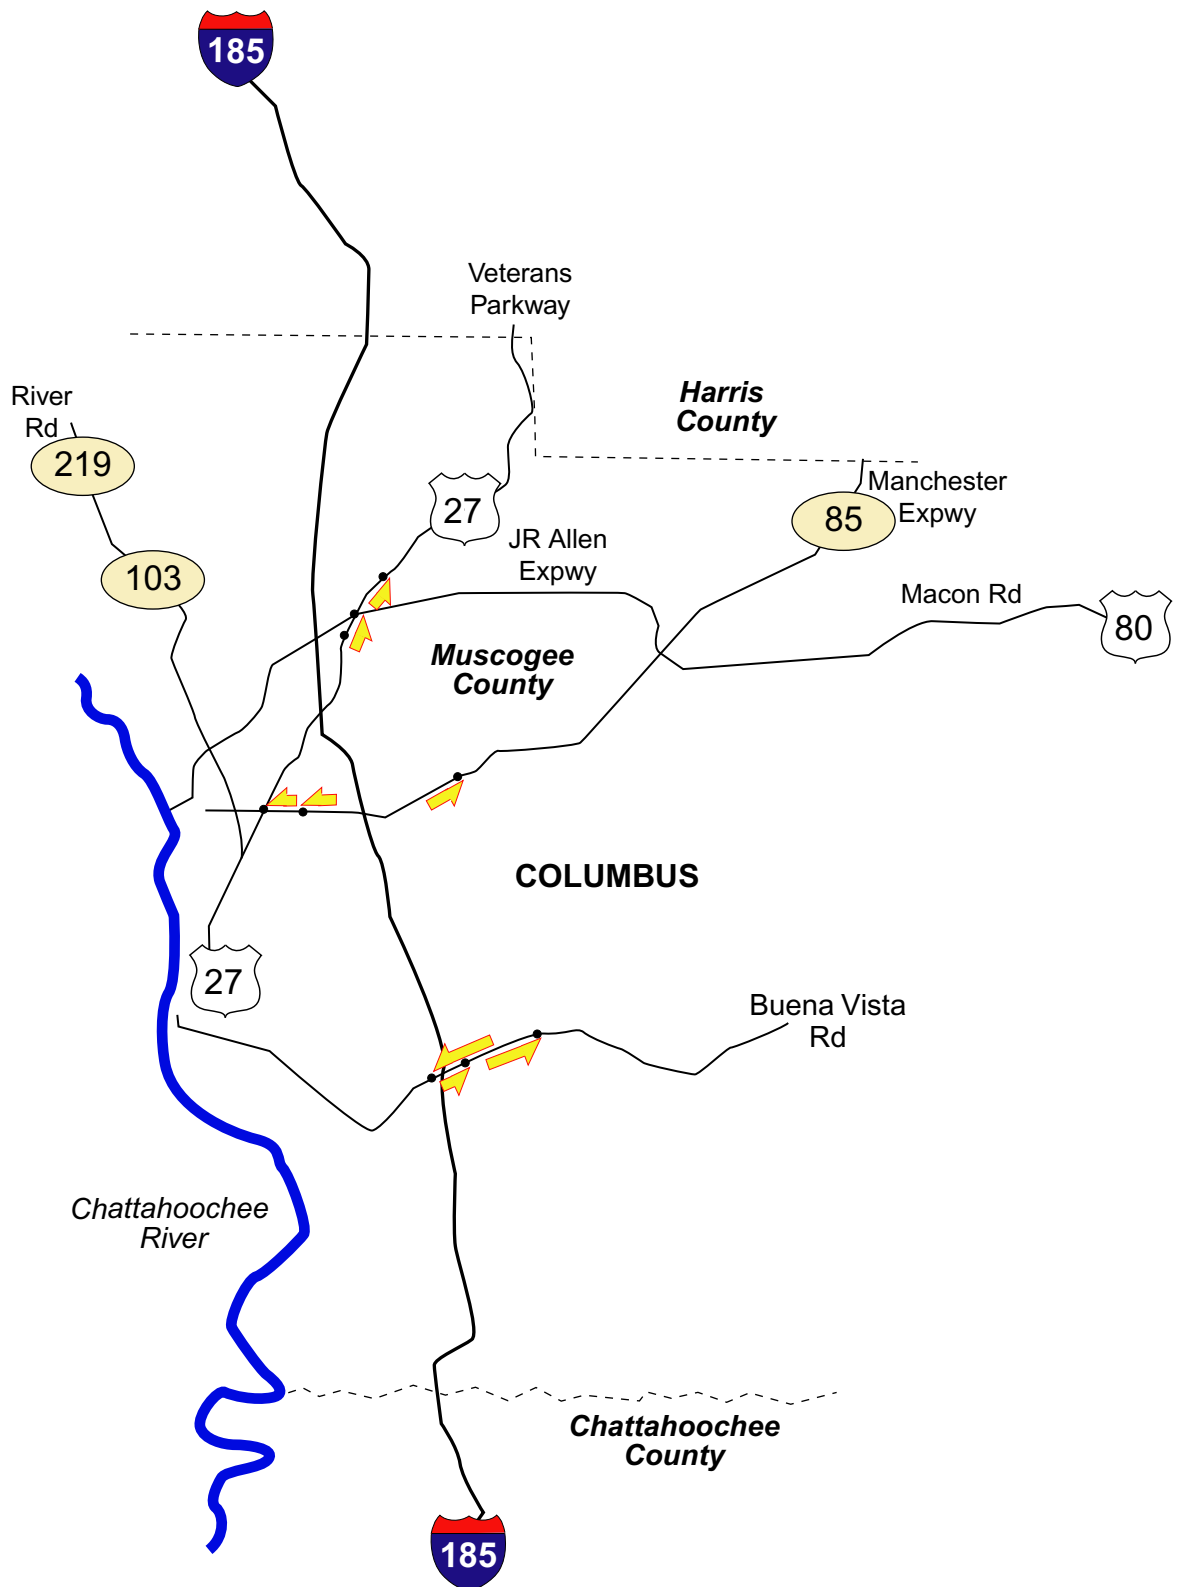 185
Veterans
Parkway
River
Rd
Harris
County
219
27
Manchester
Expwy
85
JR Allen
Expwy
103
Macon Rd
80
Muscogee
County
COLUMBUS
27
Buena Vista
Rd
Chattahoochee
River
Chattahoochee
County
185